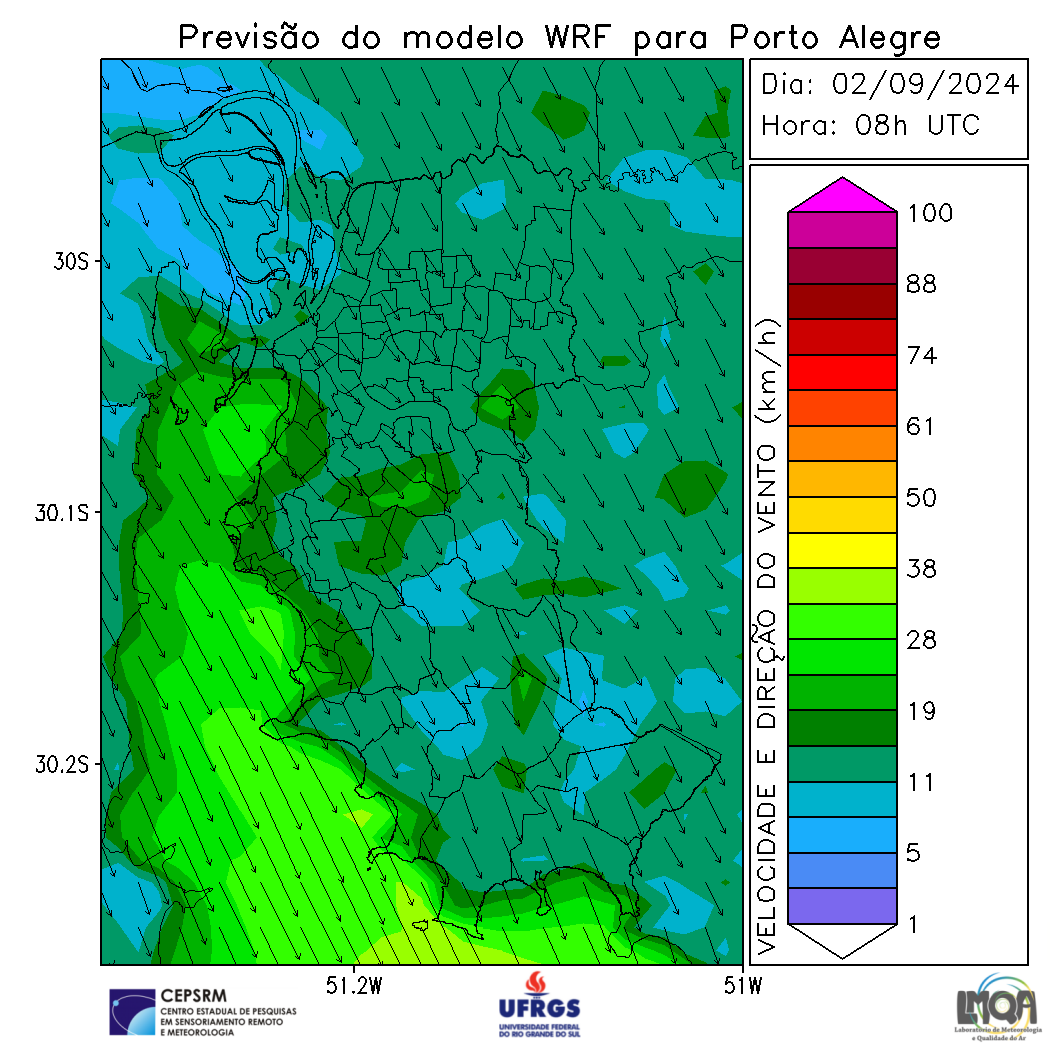 Previsão do modelo WRF para Porto Alegre
Dia: 02/09/2024
Hora: 08h UTC
30S
30.1S
30.2S
51.2W
51W
VELOCIDADE E DIREÇÃO DO VENTO (km/h)
100
88
74
61
50
38
28
19
11
5
1
CEPSRM
CENTRO ESTADUAL DE PESQUISAS
EM SENSORIAMENTO REMOTO
E METEOROLOGIA
UFRGS
UNIVERSIDADE FEDERAL
DO RIO GRANDE DO SUL
LMQA
Laboratório de Meteorologia
e Qualidade do Ar